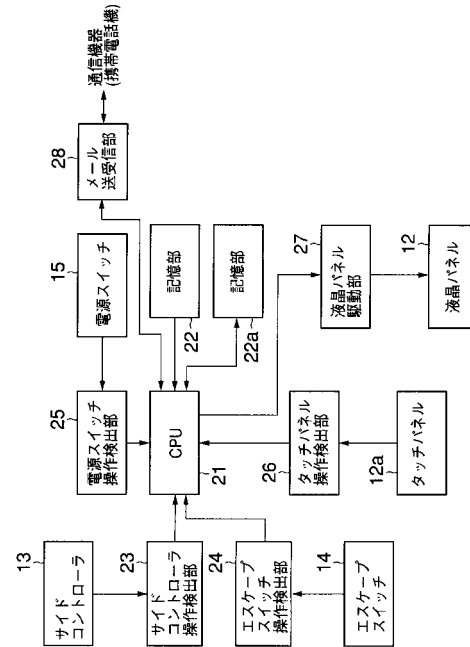 13
サイド
コントローラ
23
サイド
コントローラ
操作検出部
24
エスケープ
スイッチ
操作検出部
14
エスケープ
スイッチ
25
電源スイッチ
操作検出部
15
電源スイッチ
CPU
21
26
タッチパネル
操作検出部
12a
タッチパネル
22
記憶部
22a
記憶部
28
メール
送受信部
通信機器
(携帯電話機)
27
液晶パネル
駆動部
12
液晶パネル